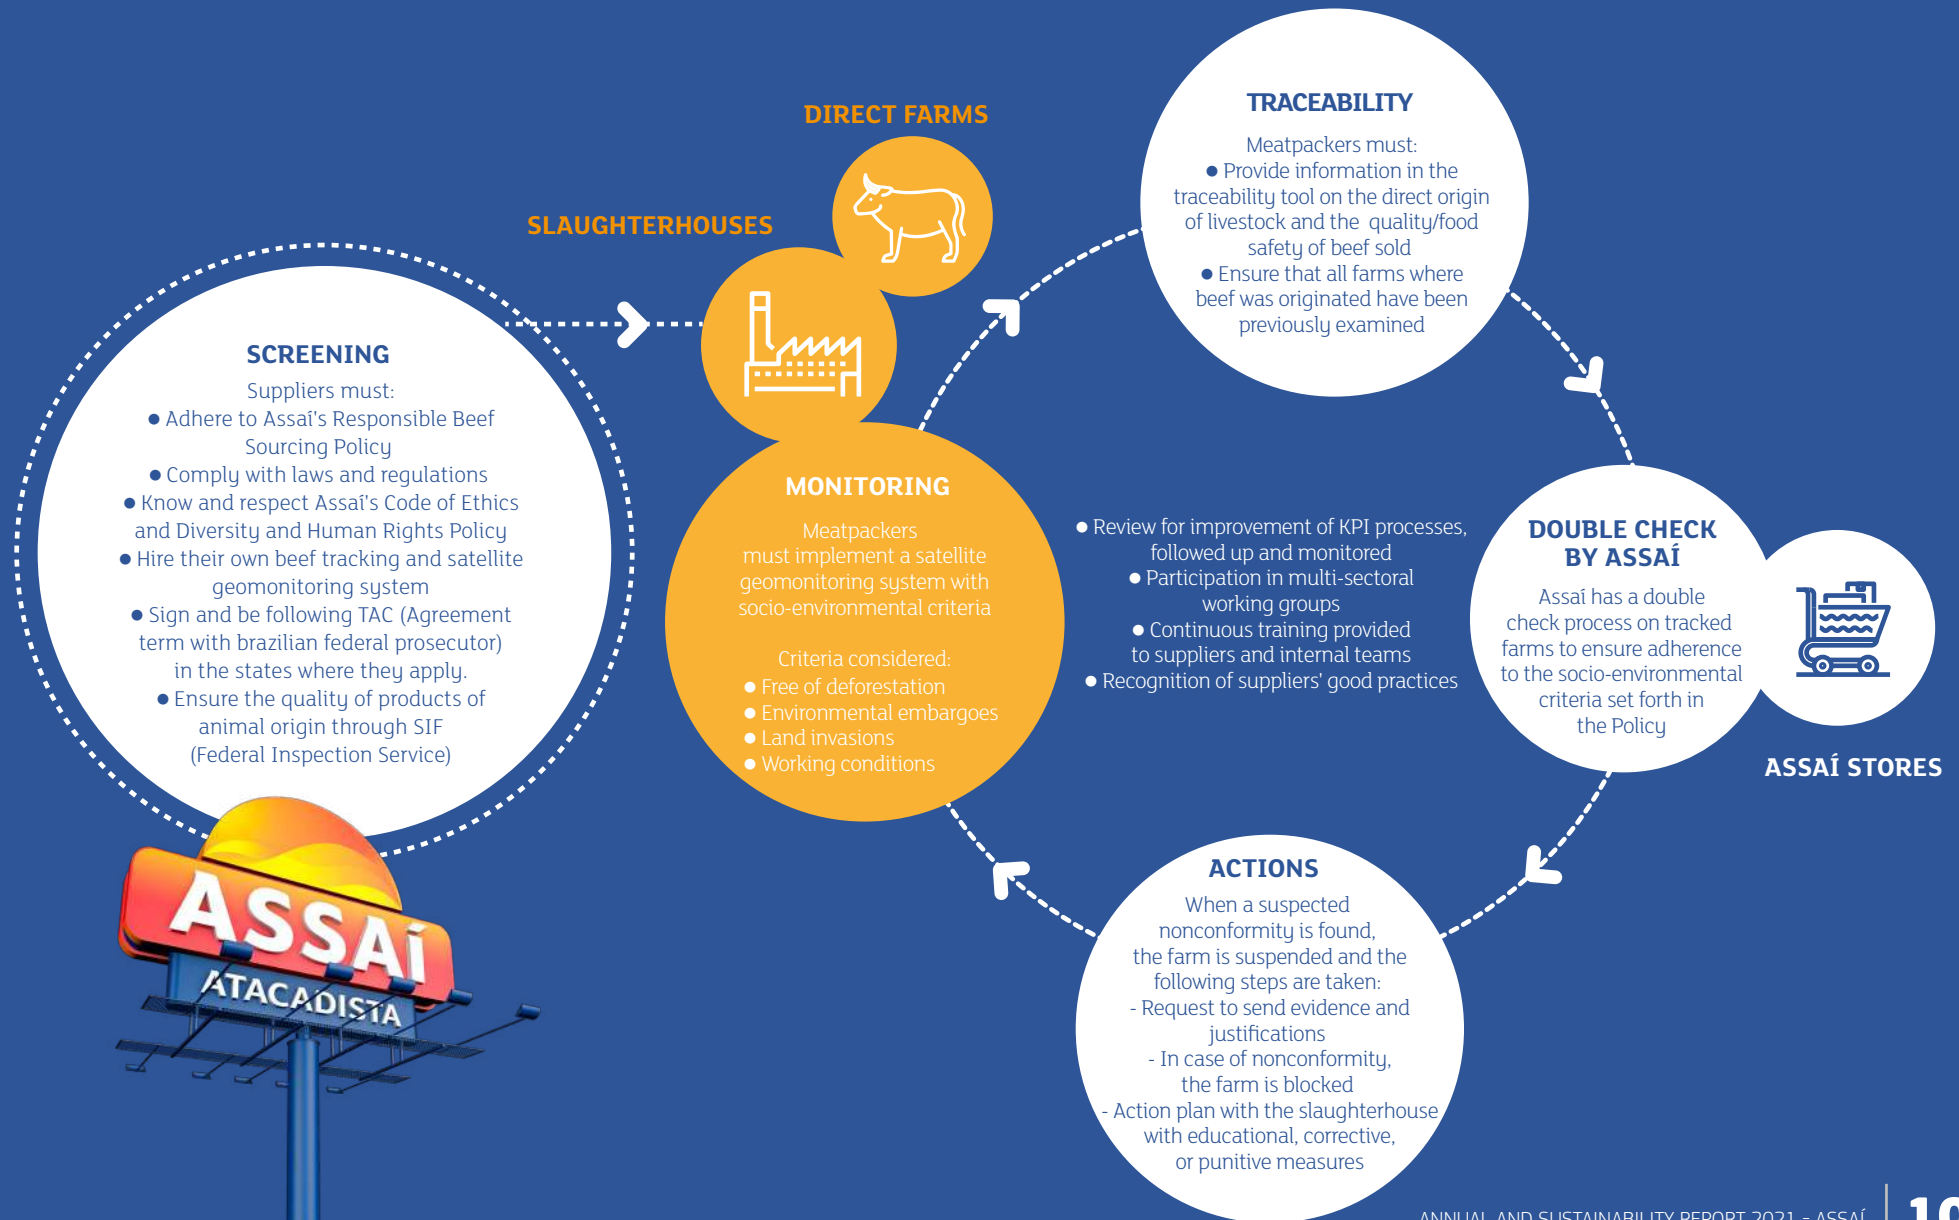 SCREENING
Suppliers must:
● Adhere to Assaí's Responsible Beef
Sourcing Policy
● Comply with laws and regulations
● Know and respect Assaí's Code of Ethics
and Diversity and Human Rights Policy
● Hire their own beef tracking and satellite
geomonitoring system
● Sign and be following TAC (Agreement
term with brazilian federal prosecutor)
in the states where they apply.
● Ensure the quality of products of
animal origin through SIF
(Federal Inspection Service)
ASSAÍ
ATACADISTA
SLAUGHTERHOUSES
DIRECT FARMS
MONITORING
Meatpackers
must implement a satellite
geomonitoring system with
socio-environmental criteria
Criteria considered:
● Free of deforestation
● Environmental embargoes
● Land invasions
● Working conditions
TRACEABILITY
Meatpackers must:
● Provide information in the
traceability tool on the direct origin
of livestock and the quality/food
safety of beef sold
● Ensure that all farms where
beef was originated have been
previously examined
● Review for improvement of KPI processes,
followed up and monitored
● Participation in multi-sectoral
working groups
● Continuous training provided
to suppliers and internal teams
● Recognition of suppliers' good practices
DOUBLE CHECK
BY ASSAÍ
Assaí has a double
check process on tracked
farms to ensure adherence
to the socio-environmental
criteria set forth in
the Policy
ASSAÍ STORES
ACTIONS
When a suspected
nonconformity is found,
the farm is suspended and the
following steps are taken:
- Request to send evidence and
justifications
- In case of nonconformity,
the farm is blocked
- Action plan with the slaughterhouse
with educational, corrective,
or punitive measures
ANNUAL AND SUSTAINABILITY REPORT 2021 - ASSAÍ